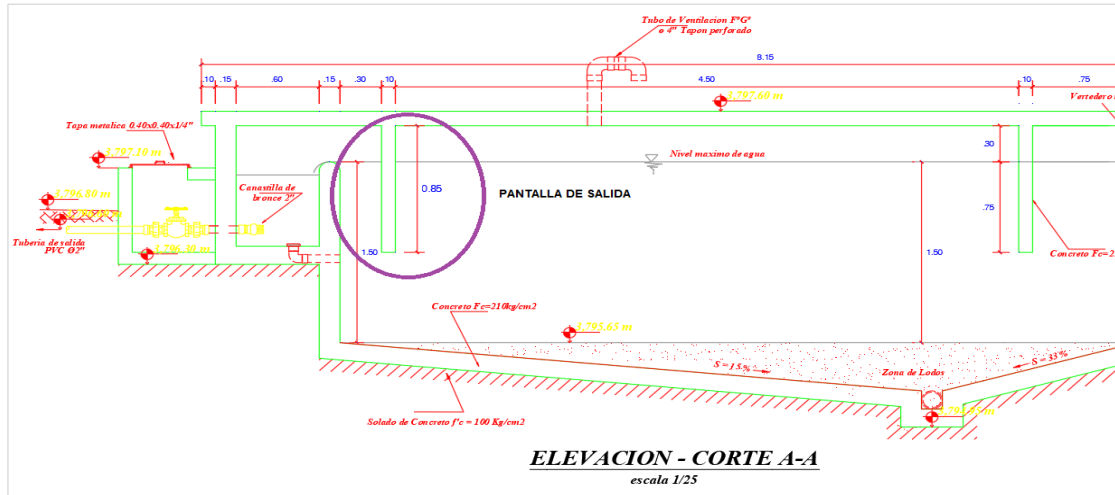 Tubo de Ventilacion FºGº
o 4" Tapon perforado
8.15
.10
.15
.60
.15
.30
.10
4.50
.10
.75
3,797.60 m
Vertedero
Tapa metalica 0.40x0.40x1/4"
3,797.10 m
.30
Nivel maximo de agua
Canastilla de
bronce 2"
0.85
PANTALLA DE SALIDA
3,796.80 m
.75
Tuberia de salida
PVC Ø2"
3,796.30 m
1.50
1.50
Concreto F'c=2
Concreto F'c=210kg/cm2
3,795.65 m
S = 15%
Zona de Lodos
S = 33%
Solado de Concreto f'c = 100 Kg/cm2
ELEVACION - CORTE A-A
escala 1/25